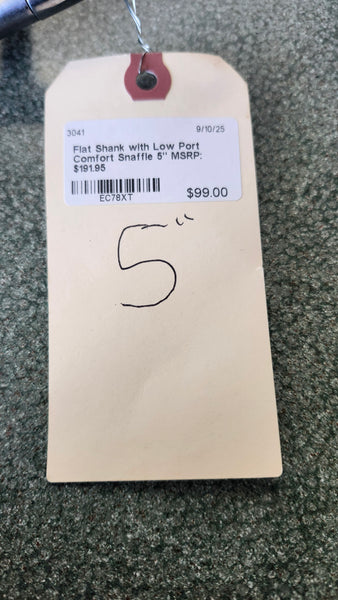 3041 9/10/25
Flat Shank with Low Port
Comfort Snaffle 5" MSRP:
$191.95
EC78XT $99.00
5"